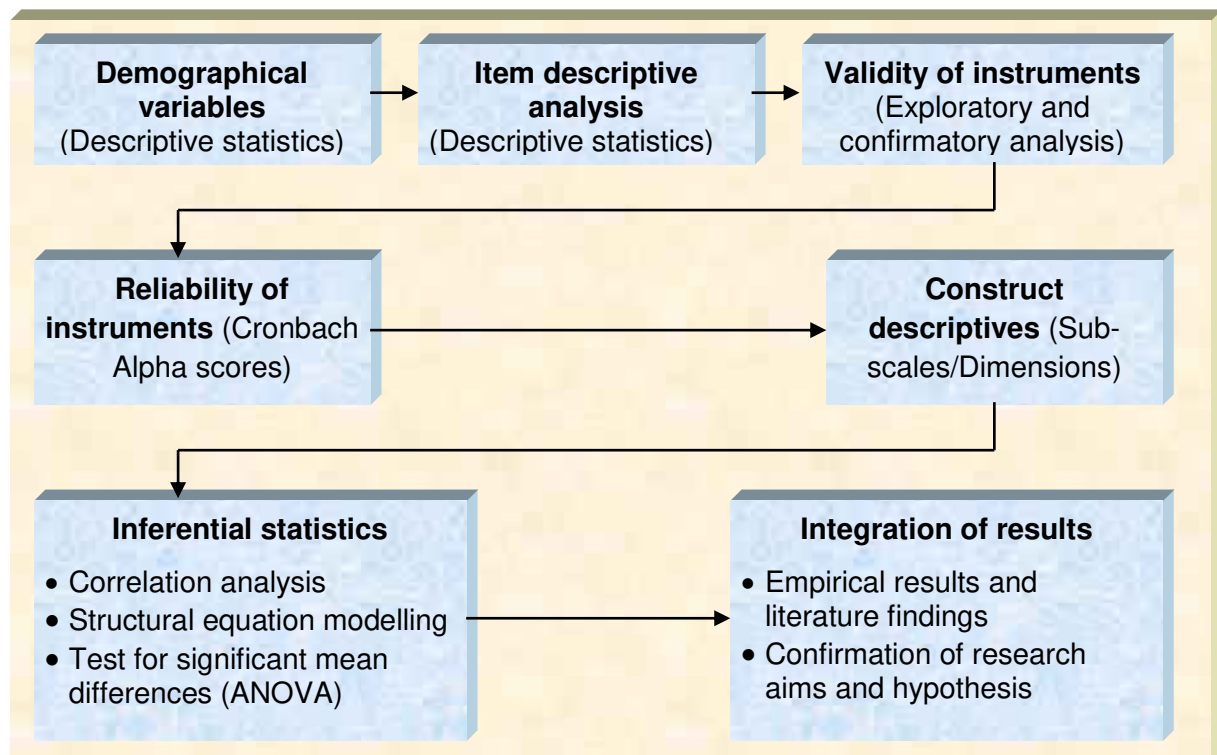 Demographical
variables
(Descriptive statistics)
Item descriptive
analysis
(Descriptive statistics)
Validity of instruments
(Exploratory and
confirmatory analysis)
Reliability of
instruments (Cronbach
Alpha scores)
Construct
descriptives (Sub-
scales/Dimensions)
Inferential statistics
• Correlation analysis
• Structural equation modelling
• Test for significant mean
differences (ANOVA)
Integration of results
• Empirical results and
literature findings
• Confirmation of research
aims and hypothesis